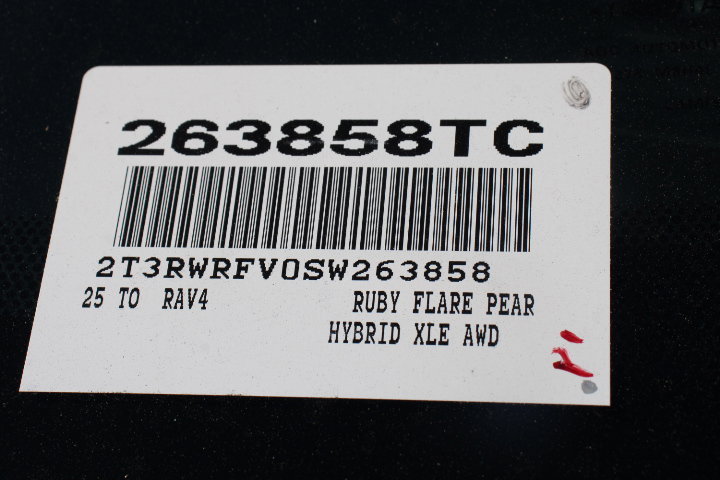 263858TC
2T3RWRFV0SW263858
25 TO RAV4 RUBY FLARE PEAR
HYBRID XLE AWD